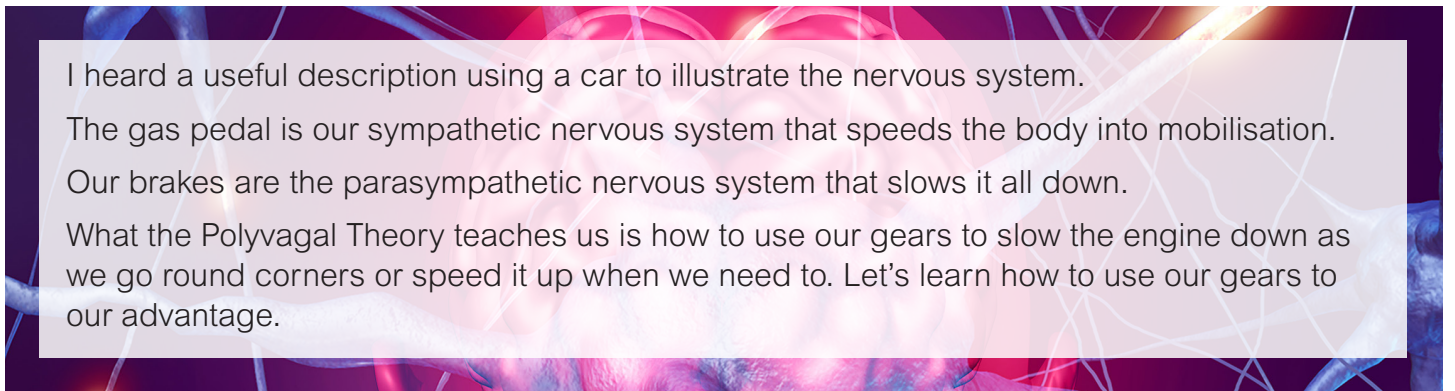 I heard a useful description using a car to illustrate the nervous system.
The gas pedal is our sympathetic nervous system that speeds the body into mobilisation.
Our brakes are the parasympathetic nervous system that slows it all down.
What the Polyvagal Theory teaches us is how to use our gears to slow the engine down as
we go round corners or speed it up when we need to. Let’s learn how to use our gears to
our advantage.